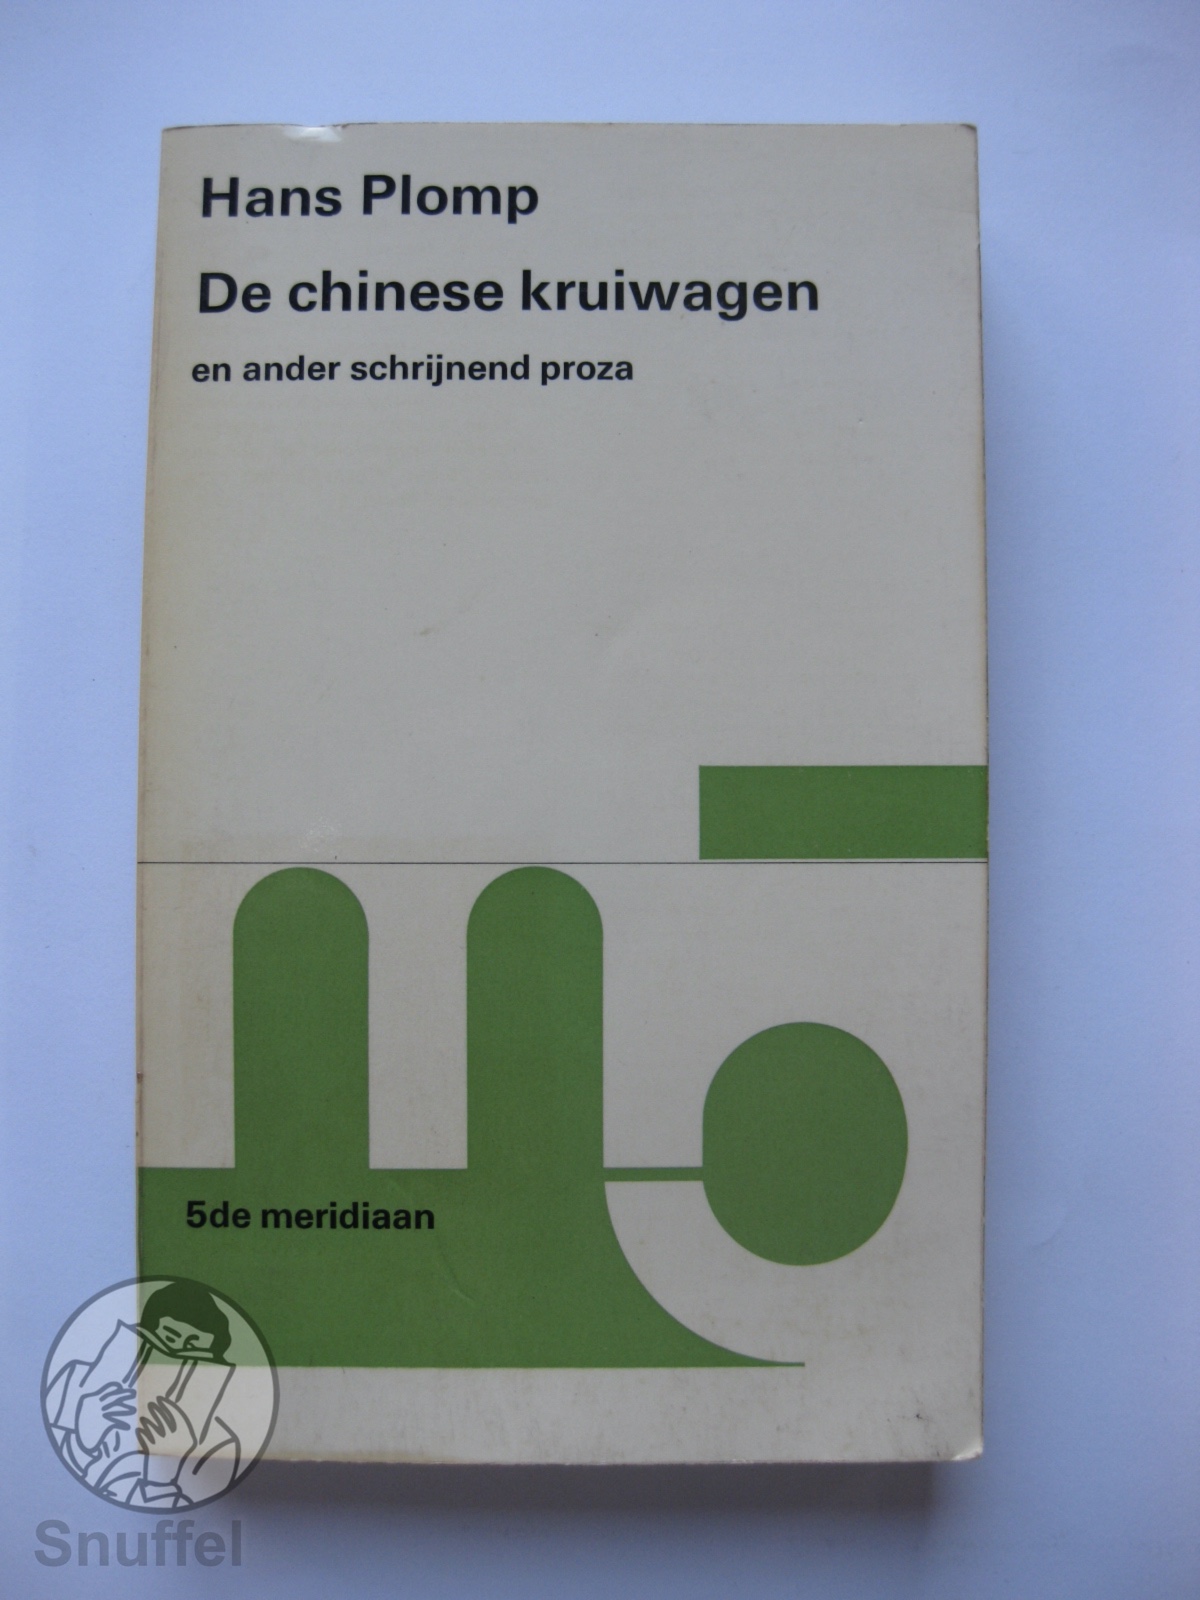 Hans Plomp
De chinese kruiwagen
en ander schrijnend proza
5de meridiaan
Snuffel